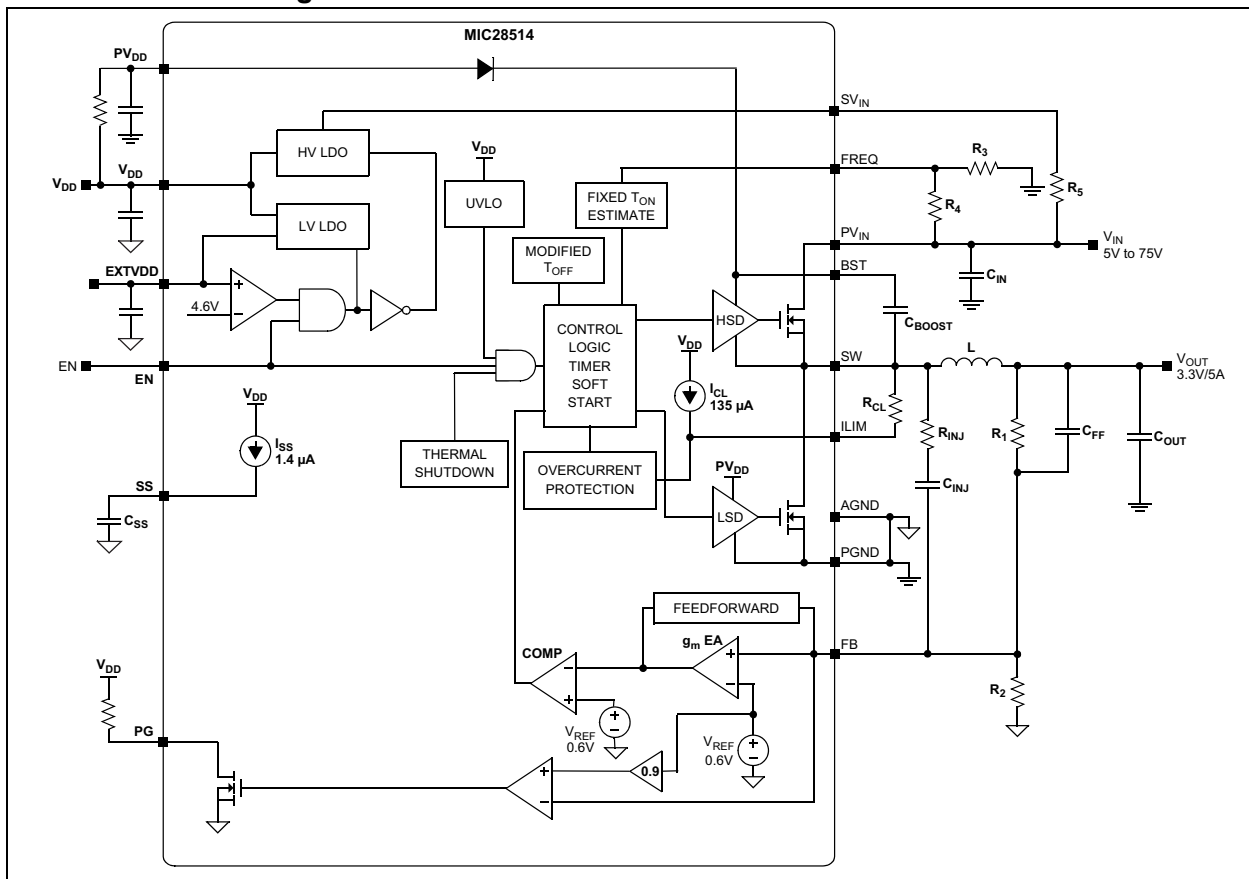 MIC28514
PVDD
SVIN
HV LDO
VDD
FREQ
R3
VDD
VDD
UVLO
FIXED TON
ESTIMATE
R4
R5
LV LDO
MODIFIED
TOFF
PVIN
VIN
5V to 75V
BST
CIN
EXTVDD
+
4.6V
−
HSD
CBOOST
CONTROL
LOGIC
TIMER
SOFT
START
VDD
EN
EN
SW
L
VOUT
3.3V/5A
VDD
ICL
135 µA
RCL
ISS
1.4 µA
ILIM
RINJ
R1
CFF
COUT
THERMAL
SHUTDOWN
OVERCURRENT
PROTECTION
PVDD
CINJ
SS
CSS
LSD
AGND
PGND
FEEDFORWARD
gm EA
COMP
FB
−
+
+
−
VDD
R2
VREF
0.6V
+
−
VREF
0.6V
+
−
PG
0.9
+
−